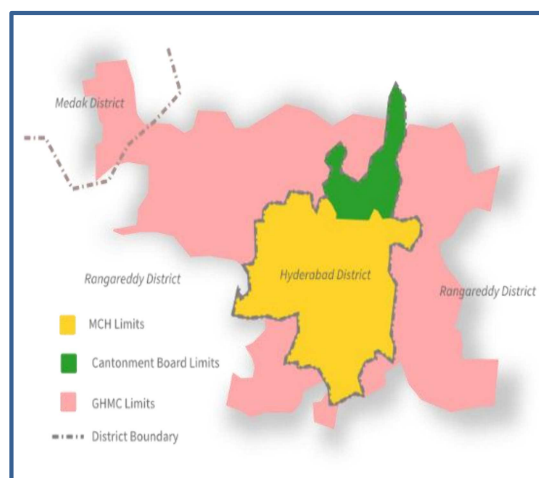 Medak District
Hyderabad District
Rangareddy District
Rangareddy District
MCH Limits
Cantonment Board Limits
GHMC Limits
District Boundary